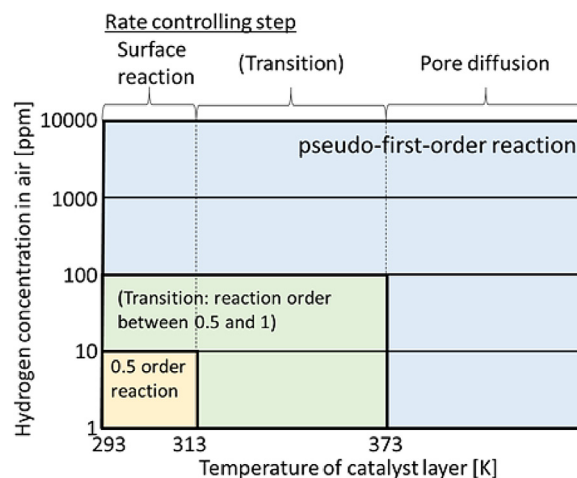 Rate controlling step
Surface
reaction
(Transition)
Pore diffusion
10000
pseudo-first-order reaction
1000
100
(Transition: reaction order
between 0.5 and 1)
10
0.5 order
reaction
1
293
313
373
Hydrogen concentration in air [ppm]
Temperature of catalyst layer [K]